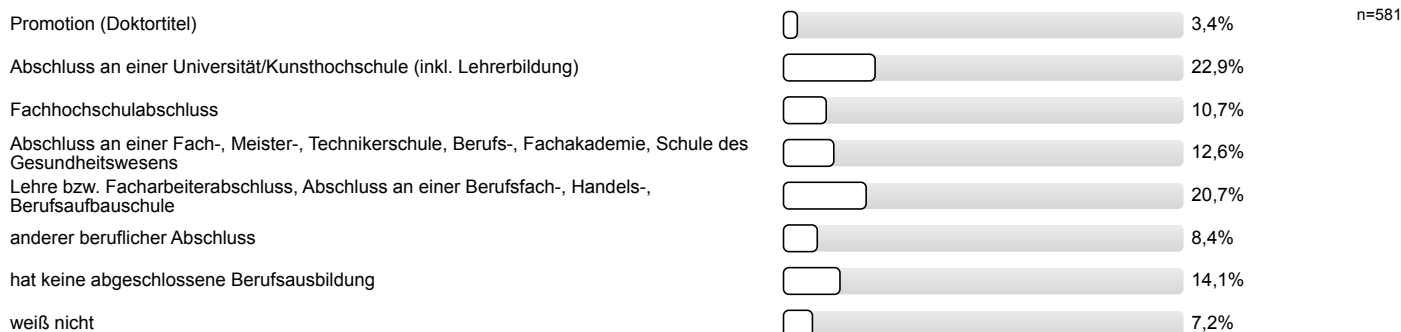 Promotion (Doktortitel) 3,4% n=581
Abschluss an einer Universität/Kunsthochschule (inkl. Lehrerbildung) 22,9%
Fachhochschulabschluss 10,7%
Abschluss an einer Fach-, Meister-, Technikerschule, Berufs-, Fachakademie, Schule des
Gesundheitswesens 12,6%
Lehre bzw. Facharbeiterabschluss, Abschluss an einer Berufsfach-, Handels-,
Berufsaufbauschule 20,7%
anderer beruflicher Abschluss 8,4%
hat keine abgeschlossene Berufsausbildung 14,1%
weiß nicht 7,2%